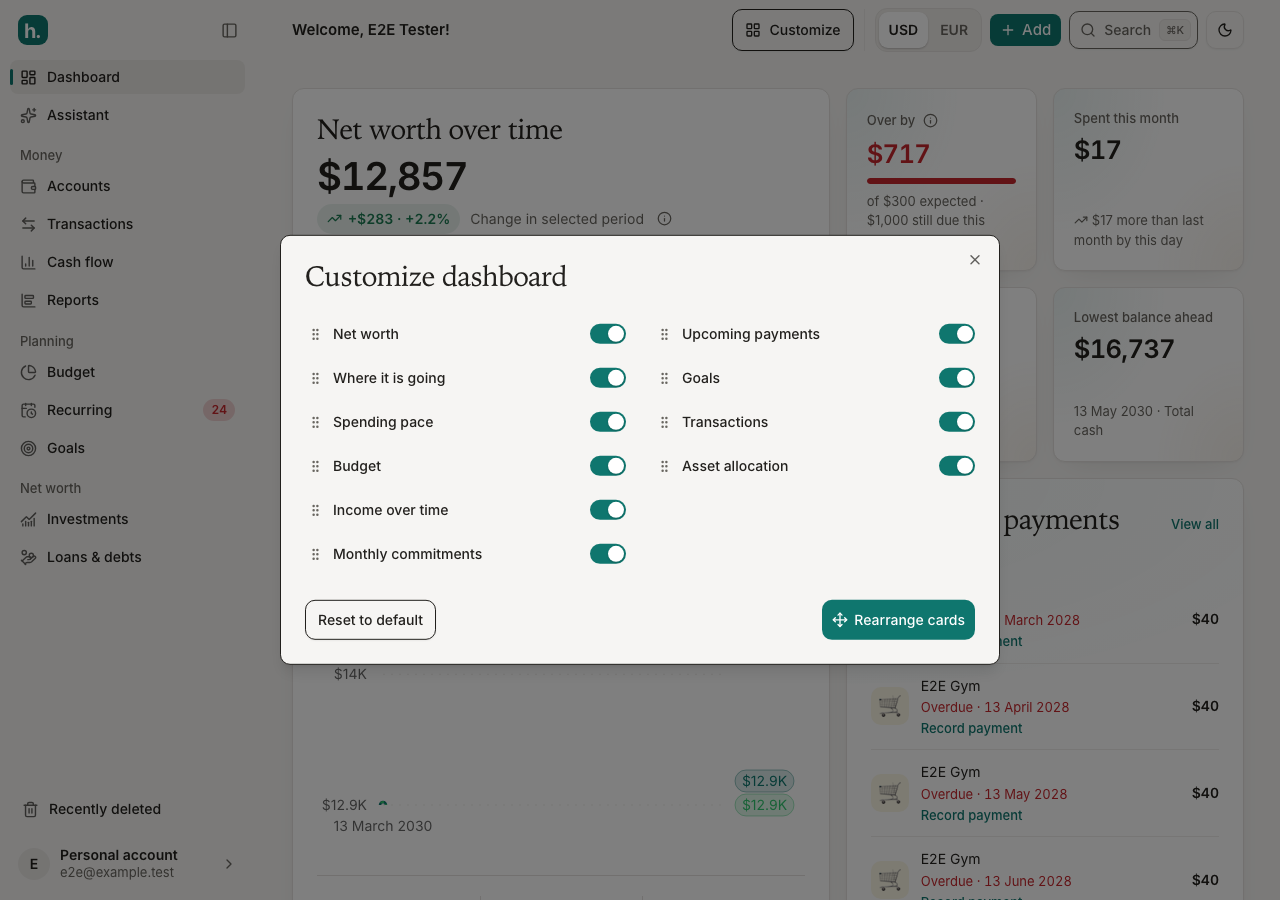 h.
Welcome, E2E Tester!
Customize
USD
EUR
Add
Search
⌘K
Dashboard
Assistant
Money
Accounts
Transactions
Cash flow
Reports
Planning
Budget
Recurring
24
Goals
Net worth
Investments
Loans & debts
Recently deleted
E
Personal account
e2e@example.test
Net worth over time
$12,857
+$283 · +2.2%
Change in selected period
Over by
$717
of $300 expected ·
$1,000 still due this
Spent this month
$17
$17 more than last
month by this day
Lowest balance ahead
$16,737
13 May 2030 · Total
cash
Customize dashboard
Net worth
Where it is going
Spending pace
Budget
Income over time
Monthly commitments
Upcoming payments
Goals
Transactions
Asset allocation
Reset to default
Rearrange cards
$14K
$12.9K
$12.9K
$12.9K
13 March 2030
payments
View all
March 2028
$40
E2E Gym
Overdue · 13 April 2028
Record payment
$40
E2E Gym
Overdue · 13 May 2028
Record payment
$40
E2E Gym
Overdue · 13 June 2028
Record payment
$40